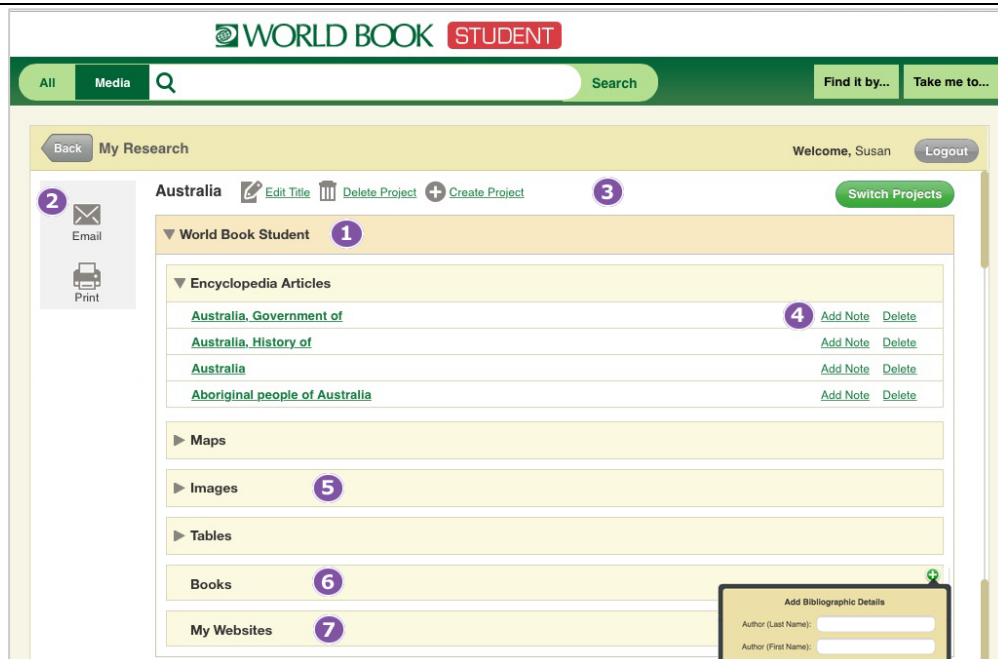 WORLD BOOK STUDENT
All Media Search Find it by... Take me to...
Back My Research Welcome, Susan Logout
2 Email
Print
Australia Edit Title Delete Project Create Project 3 Switch Projects
World Book Student 1
Encyclopedia Articles
Australia, Government of 4 Add Note Delete
Australia, History of Add Note Delete
Australia Add Note Delete
Aboriginal people of Australia Add Note Delete
Maps
Images 5
Tables
Books 6
My Websites 7
Add Bibliographic Details
Author (Last Name):
Author (First Name):